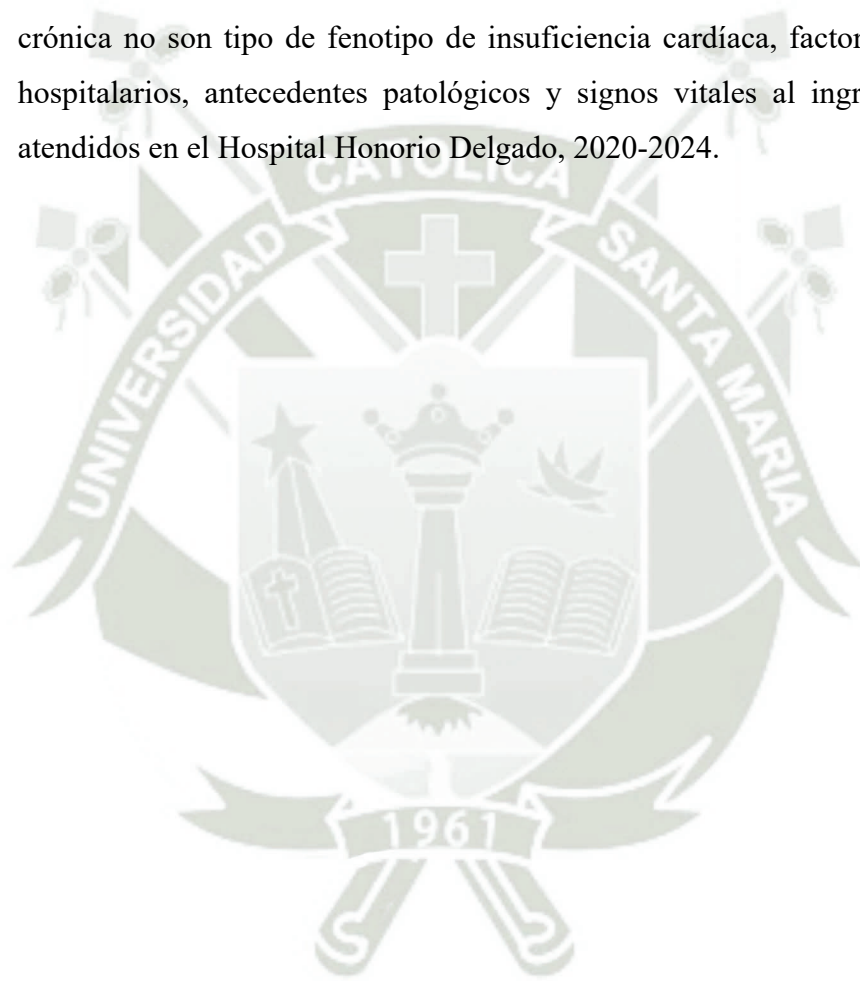 crónica no son tipo de fenotipo de insuficiencia cardíaca, factor
hospitalarios, antecedentes patológicos y signos vitales al ingr
atendidos en el Hospital Honorio Delgado, 2020-2024.
CATOLICA
UNIVERSIDAD
SANTA MARIA
1961